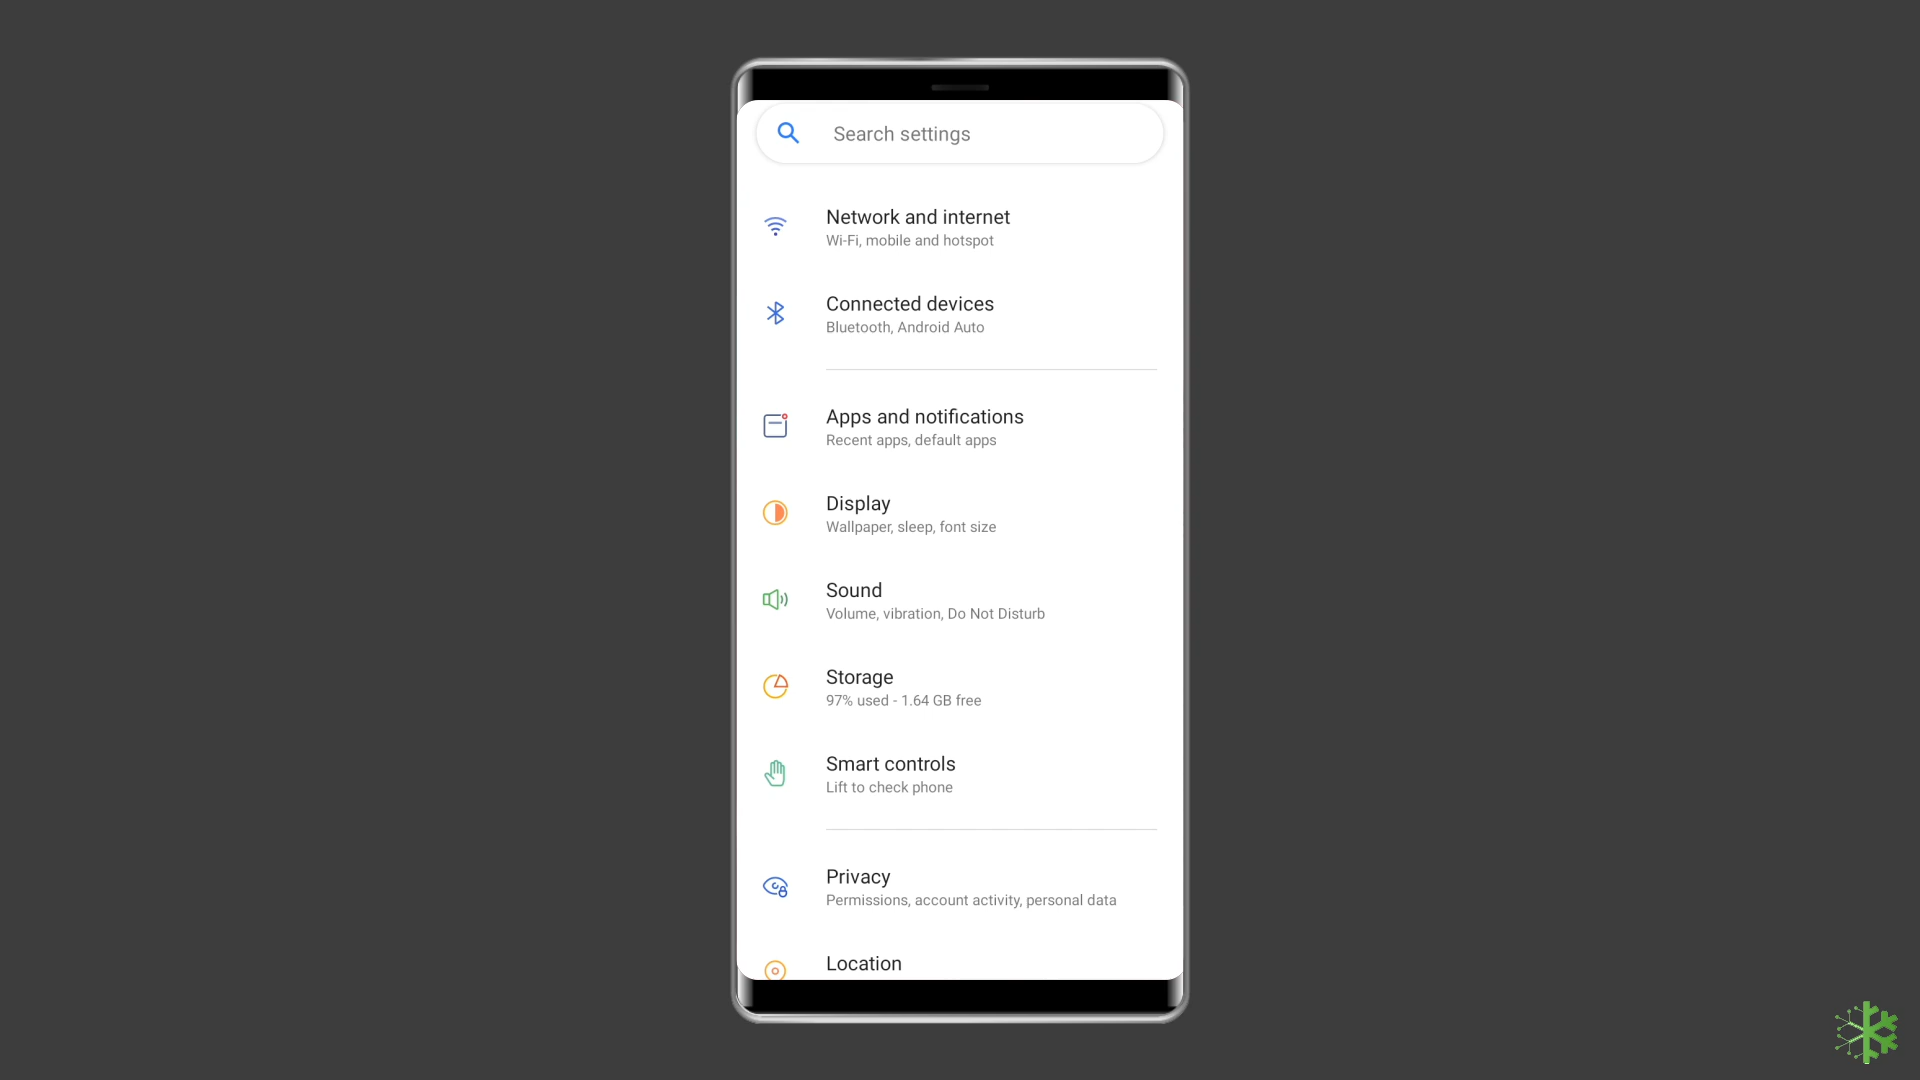 Search settings
Network and internet
Wi-Fi, mobile and hotspot
Connected devices
Bluetooth, Android Auto
Apps and notifications
Recent apps, default apps
Display
Wallpaper, sleep, font size
Sound
Volume, vibration, Do Not Disturb
Storage
97% used - 1.64 GB free
Smart controls
Lift to check phone
Privacy
Permissions, account activity, personal data
Location